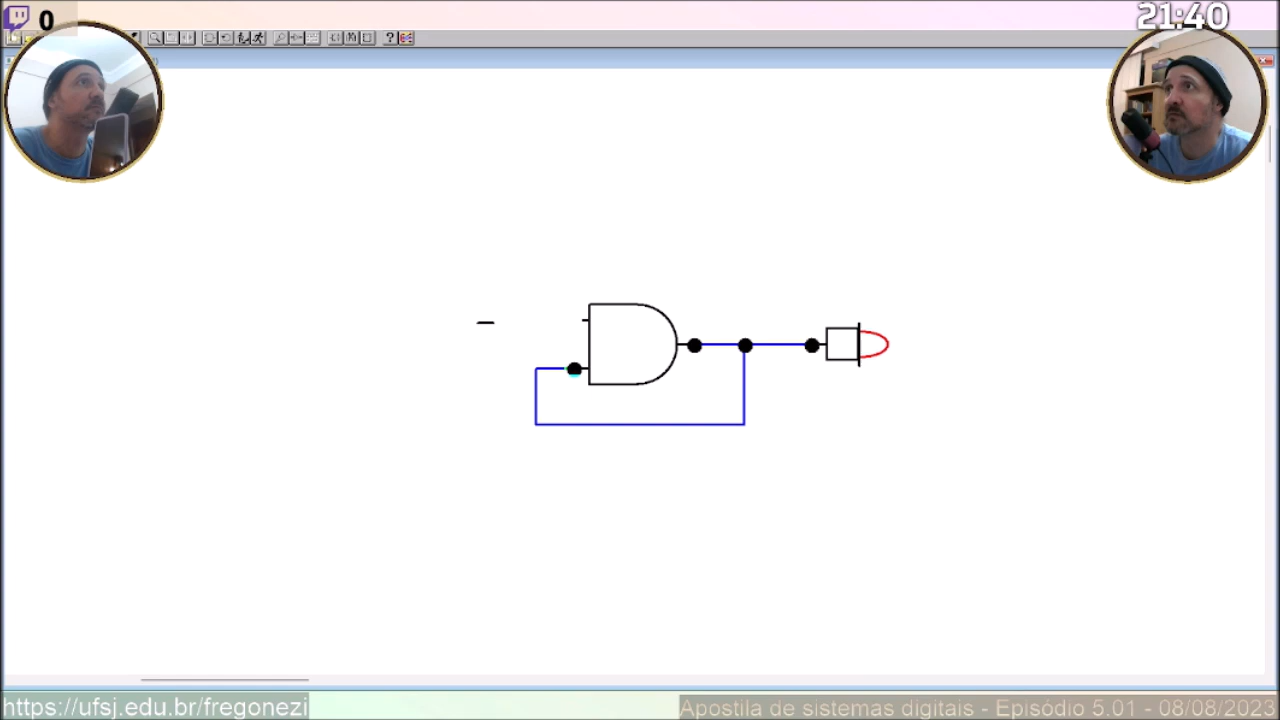 0
21:40
https://ufsj.edu.br/fregonezi
Apostila de sistemas digitais - Episódio 5.01 - 08/08/2023